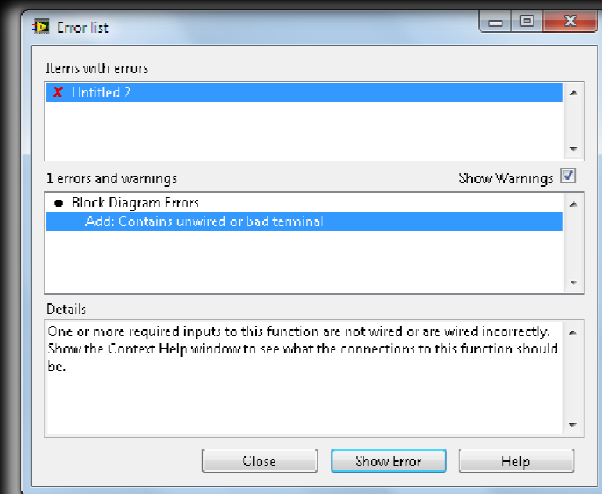 Error list
Items with errors
Untitled 2
1 errors and warnings
Show Warnings
Block Diagram Errors
Add: Contains unwired or bad terminal
Details
One or more required inputs to this function are not wired or are wired incorrectly.
Show the Context Help window to see what the connections to this function should
be.
Close
Show Error
Help